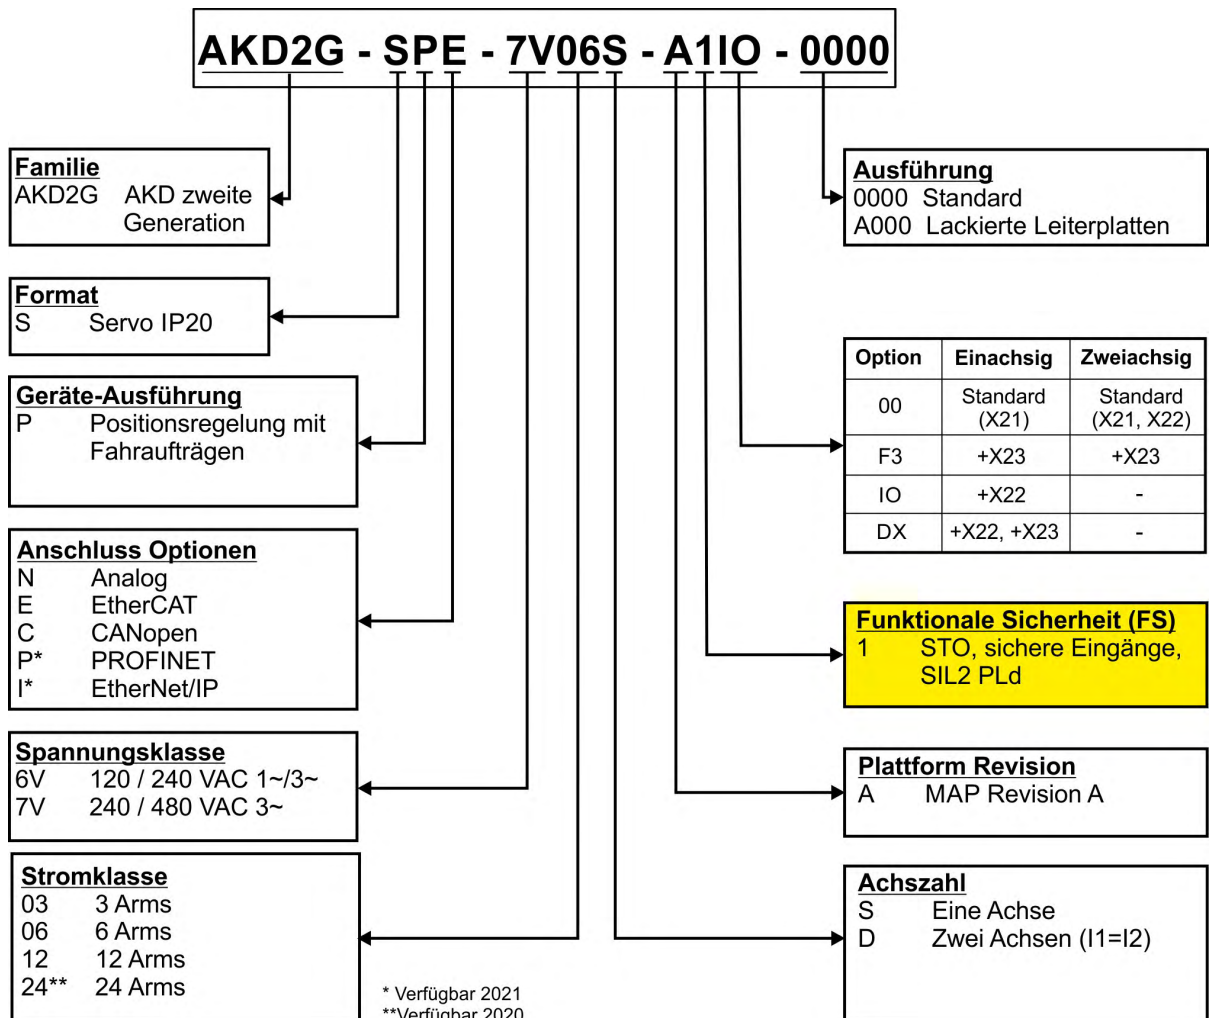 AKD2G - SPE - 7V06S - A1IO - 0000
Familie
AKD2G AKD zweite
Generation
Format
S Servo IP20
Geräte-Ausführung
P Positionsregelung mit
Fahraufträgen
Anschluss Optionen
N Analog
E EtherCAT
C CANopen
P* PROFINET
I* EtherNet/IP
Spannungsklasse
6V 120 / 240 VAC 1~/3~
7V 240 / 480 VAC 3~
Stromklasse
03 3 Arms
06 6 Arms
12 12 Arms
24** 24 Arms
* Verfügbar 2021
**Verfügbar 2020
Ausführung
0000 Standard
A000 Lackierte Leiterplatten
Option Einachsig Zweiachsig
00 Standard (X21) Standard (X21, X22)
F3 +X23 +X23
IO +X22 -
DX +X22, +X23 -
Funktionale Sicherheit (FS)
1 STO, sichere Eingänge,
SIL2 PLd
Plattform Revision
A MAP Revision A
Achszahl
S Eine Achse
D Zwei Achsen (I1=I2)